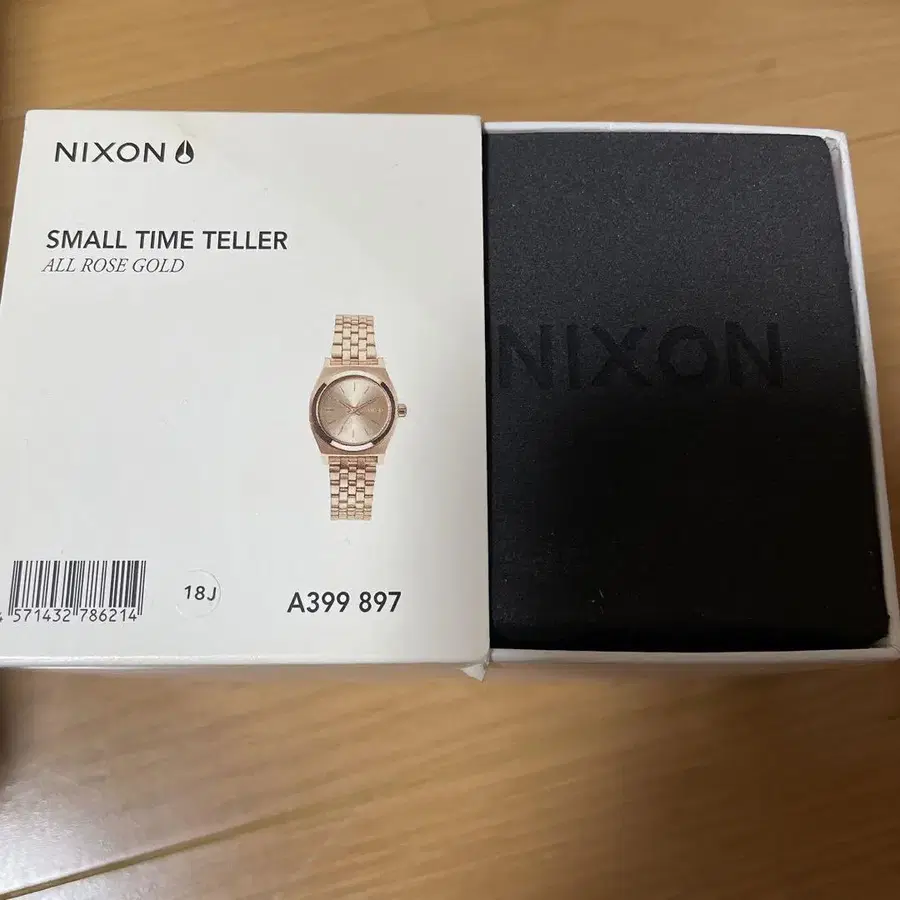 NIXON
SMALL TIME TELLER
ALL ROSE GOLD
4 571432 786214
18J
A399 897
NIXON